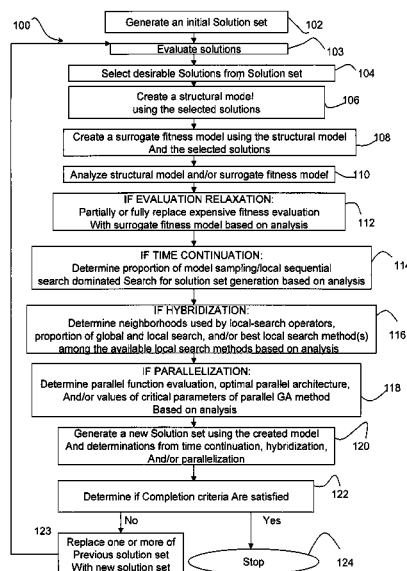 Generate an initial Solution set
102
100
Evaluate solutions
103
Select desirable Solutions from Solution set
104
Create a structural model
using the selected solutions
106
Create a surrogate fitness model using the structural model
And the selected solutions
108
Analyze structural model and/or surrogate fitness model
110
IF EVALUATION RELAXATION:
Partially or fully replace expensive fitness evaluation
With surrogate fitness model based on analysis
112
IF TIME CONTINUATION:
Determine proportion of model sampling/local sequential
search dominated Search for solution set generation based on analysis
114
IF HYBRIDIZATION:
Determine neighborhoods used by local-search operators,
proportion of global and local search, and/or best local search method(s)
among the available local search methods based on analysis
116
IF PARALLELIZATION:
Determine parallel function evaluation, optimal parallel architecture,
And/or values of critical parameters of parallel GA method
Based on analysis
118
Generate a new Solution set using the created model
And determinations from time continuation, hybridization,
And/or parallelization
120
Determine if Completion criteria Are satisfied
122
No
Yes
123
Replace one or more of
Previous solution set
With new solution set
Stop
124